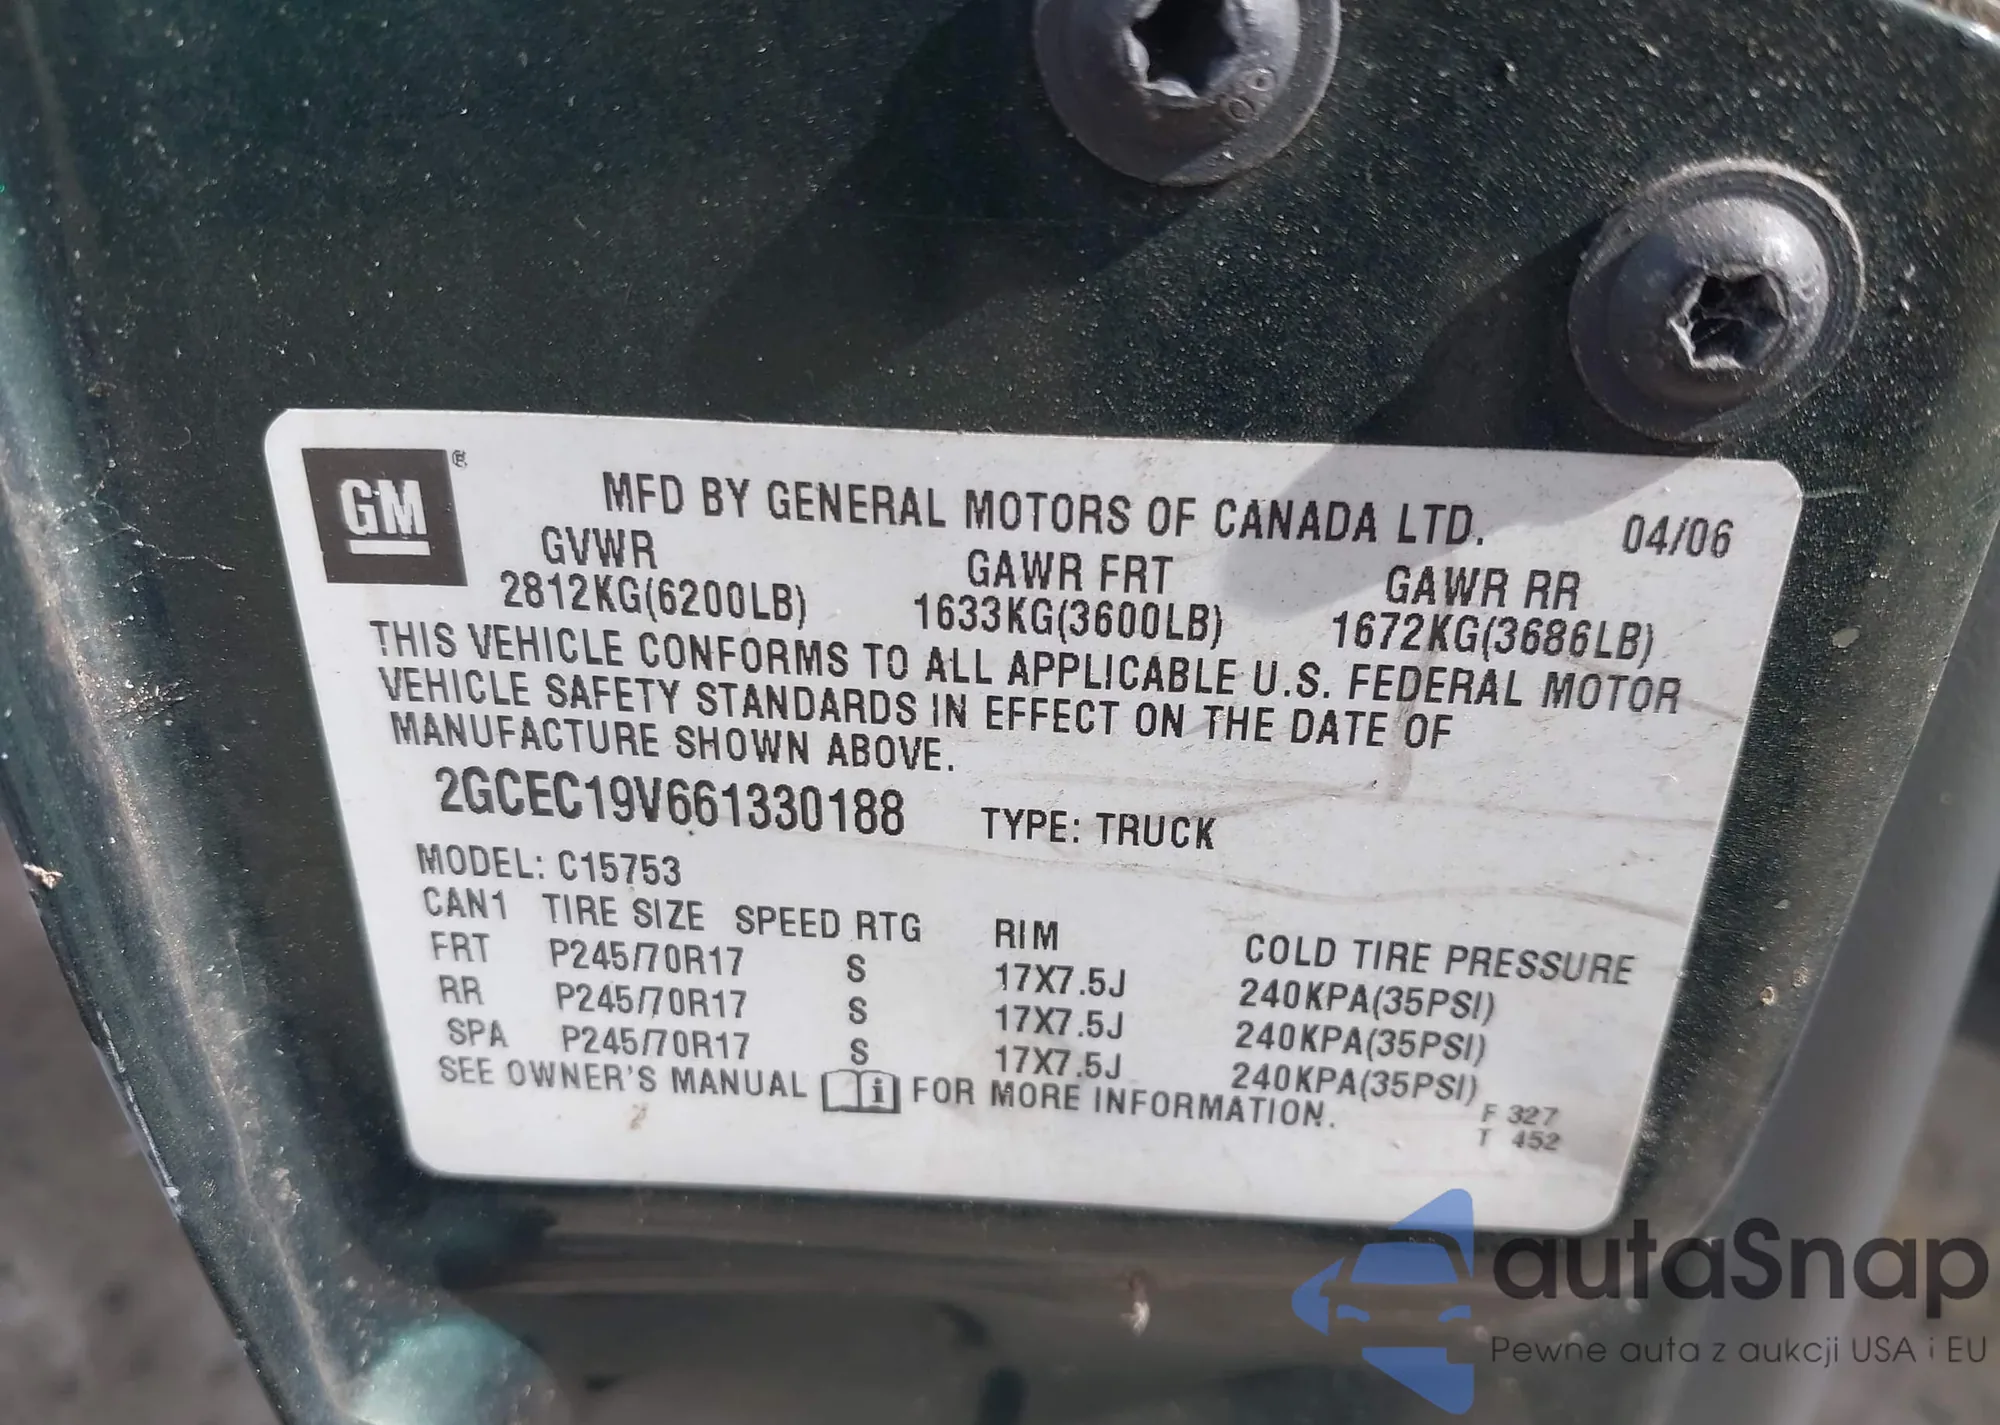 GM®
MFD BY GENERAL MOTORS OF CANADA LTD. 04/06
GVWR GAWR FRT GAWR RR
2812KG(6200LB) 1633KG(3600LB) 1672KG(3686LB)
THIS VEHICLE CONFORMS TO ALL APPLICABLE U.S. FEDERAL MOTOR
VEHICLE SAFETY STANDARDS IN EFFECT ON THE DATE OF
MANUFACTURE SHOWN ABOVE.
2GCEC19V661330188 TYPE: TRUCK
MODEL: C15753
CAN1 TIRE SIZE SPEED RTG RIM COLD TIRE PRESSURE
FRT P245/70R17 S 17X7.5J 240KPA(35PSI)
RR P245/70R17 S 17X7.5J 240KPA(35PSI)
SPA P245/70R17 S 17X7.5J 240KPA(35PSI)
SEE OWNER'S MANUAL i FOR MORE INFORMATION.
F 327
T 452
autaSnap
Pewne auta z aukcji USA i EU